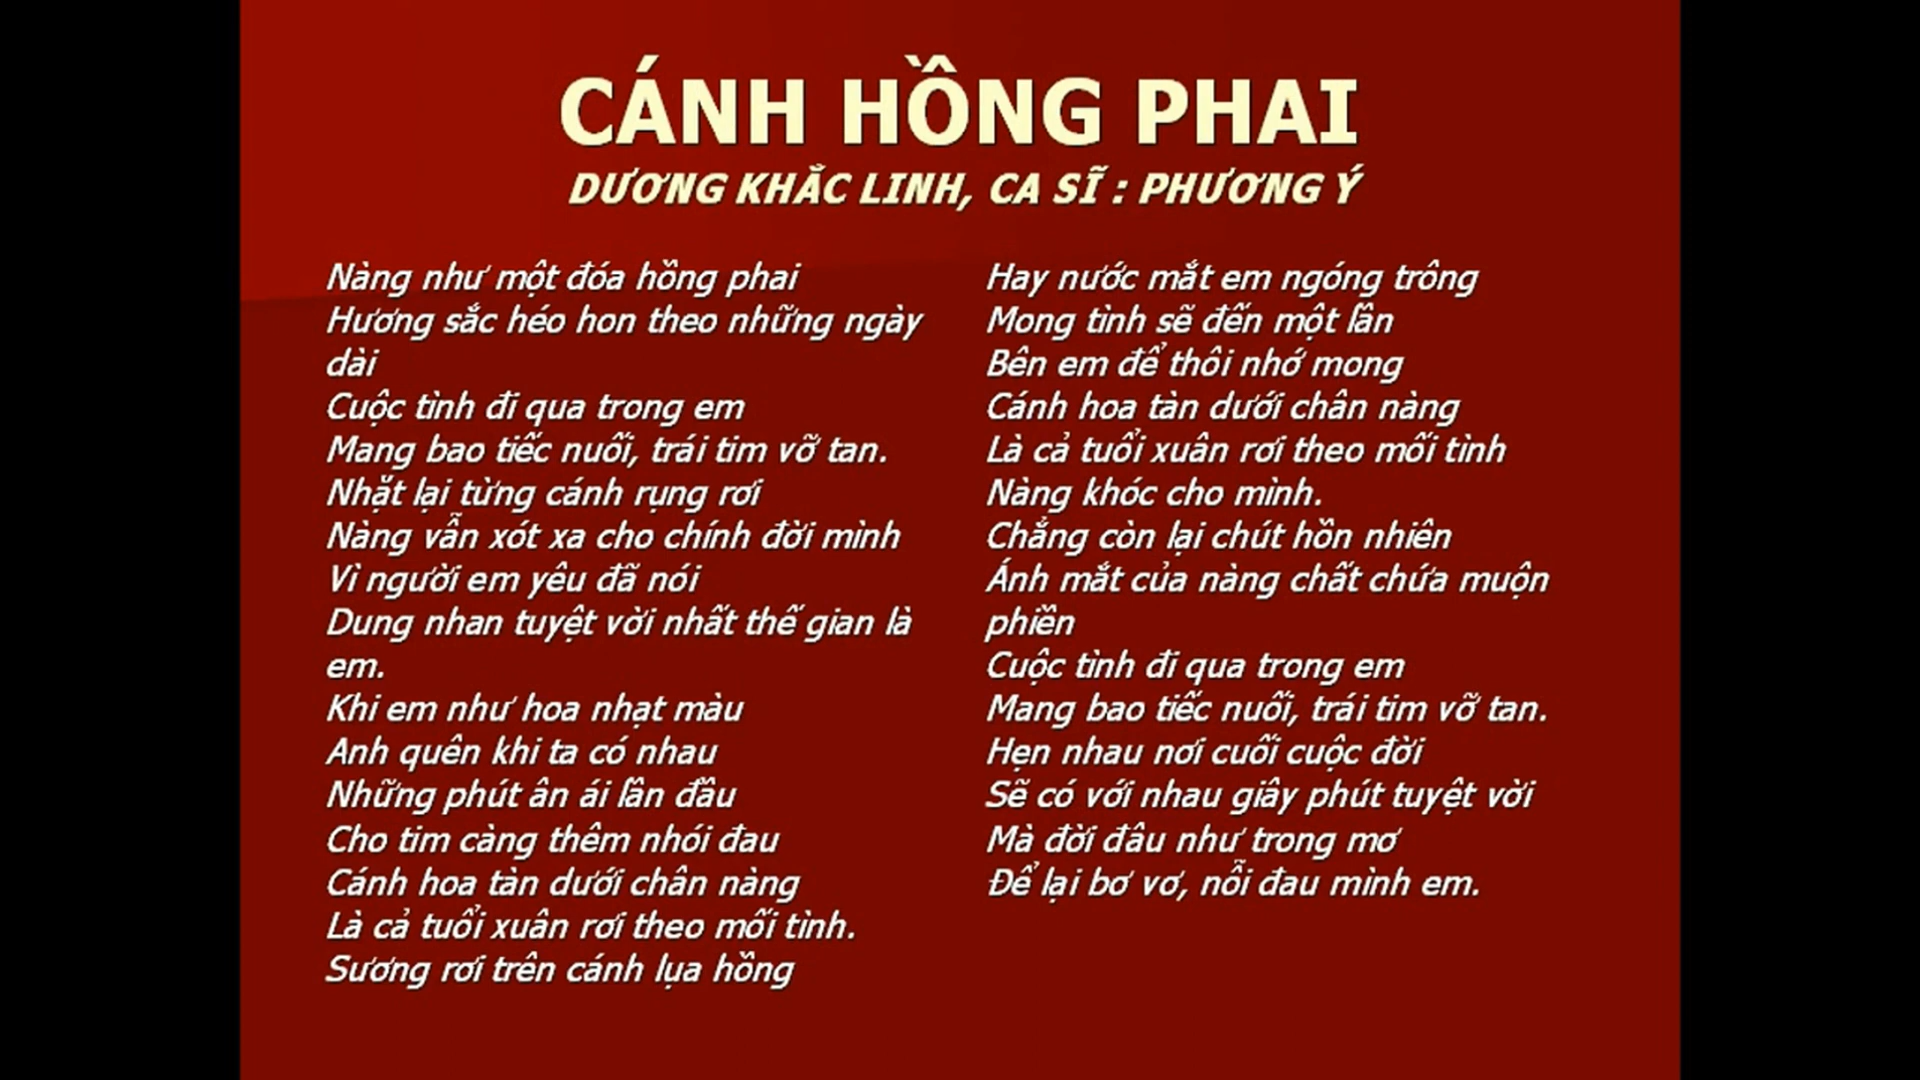 CÁNH HỒNG PHAI
DƯƠNG KHẮC LINH, CA SĨ : PHƯƠNG Ý
Nàng như một đóa hồng phai
Hương sắc héo hon theo những ngày
dài
Cuộc tình đi qua trong em
Mang bao tiếc nuối, trái tim vỡ tan.
Nhặt lại từng cánh rụng rơi
Nàng vẫn xót xa cho chính đời mình
Vì người em yêu đã nói
Dung nhan tuyệt vời nhất thế gian là
em.
Khi em như hoa nhạt màu
Anh quên khi ta có nhau
Những phút ân ái lần đầu
Cho tim càng thêm nhói đau
Cánh hoa tàn dưới chân nàng
Là cả tuổi xuân rơi theo mối tình.
Sương rơi trên cánh lụa hồng
Hay nước mắt em ngóng trông
Mong tình sẽ đến một lần
Bên em để thôi nhớ mong
Cánh hoa tàn dưới chân nàng
Là cả tuổi xuân rơi theo mối tình
Nàng khóc cho mình.
Chẳng còn lại chút hồn nhiên
Ánh mắt của nàng chất chứa muộn
phiền
Cuộc tình đi qua trong em
Mang bao tiếc nuối, trái tim vỡ tan.
Hẹn nhau nơi cuối cuộc đời
Sẽ có với nhau giây phút tuyệt vời
Mà đời đâu như trong mơ
Để lại bơ vơ, nỗi đau mình em.